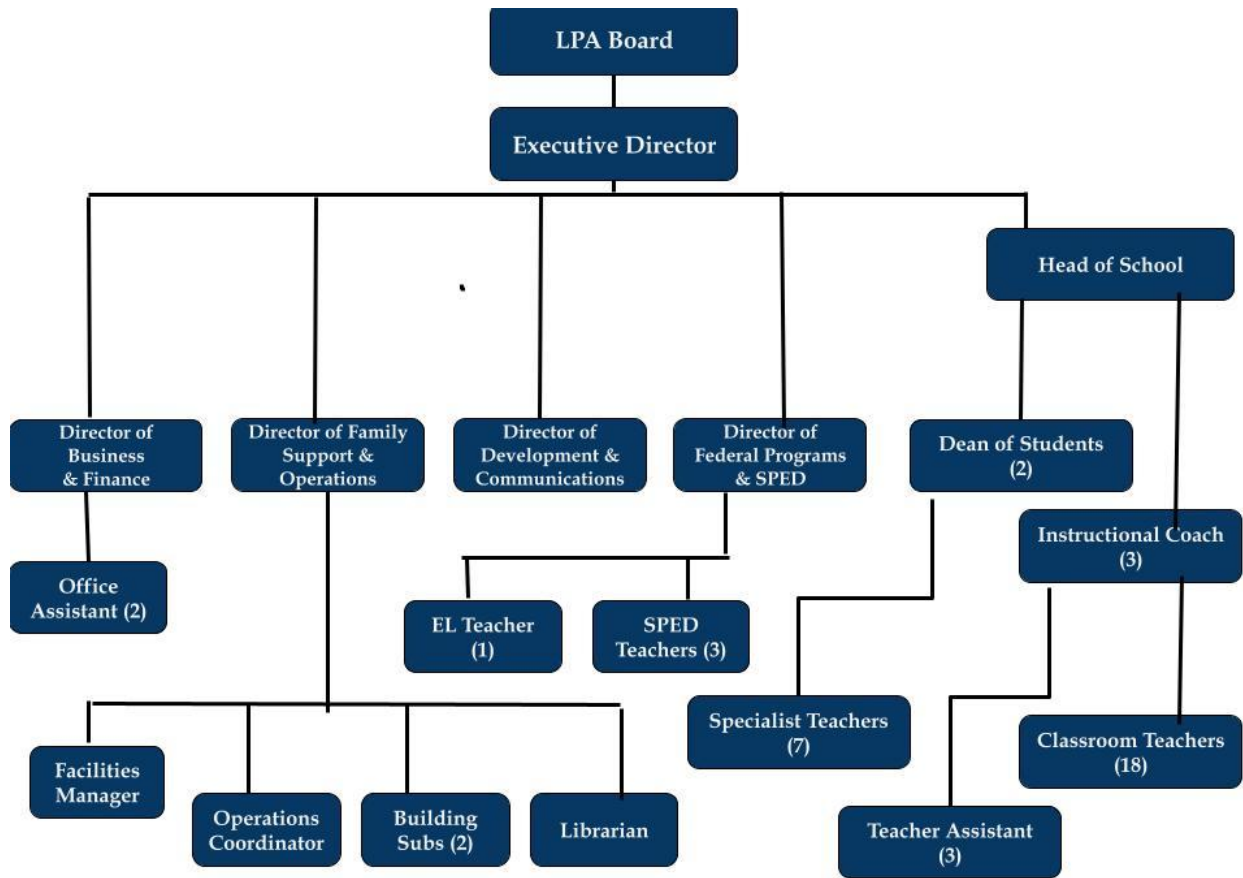 LPA Board
Executive Director
Head of School
Director of
Business
& Finance
Director of Family
Support &
Operations
Director of
Development &
Communications
Director of
Federal Programs
& SPED
Dean of Students
(2)
Instructional Coach
(3)
Office
Assistant (2)
EL Teacher
(1)
SPED
Teachers (3)
Specialist Teachers
(7)
Classroom Teachers
(18)
Facilities
Manager
Operations
Coordinator
Building
Subs (2)
Librarian
Teacher Assistant
(3)